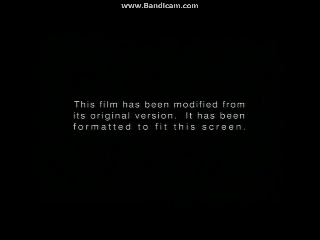 www.Bandicam.com
This film has been modified from
its original version. It has been
formatted to fit this screen.